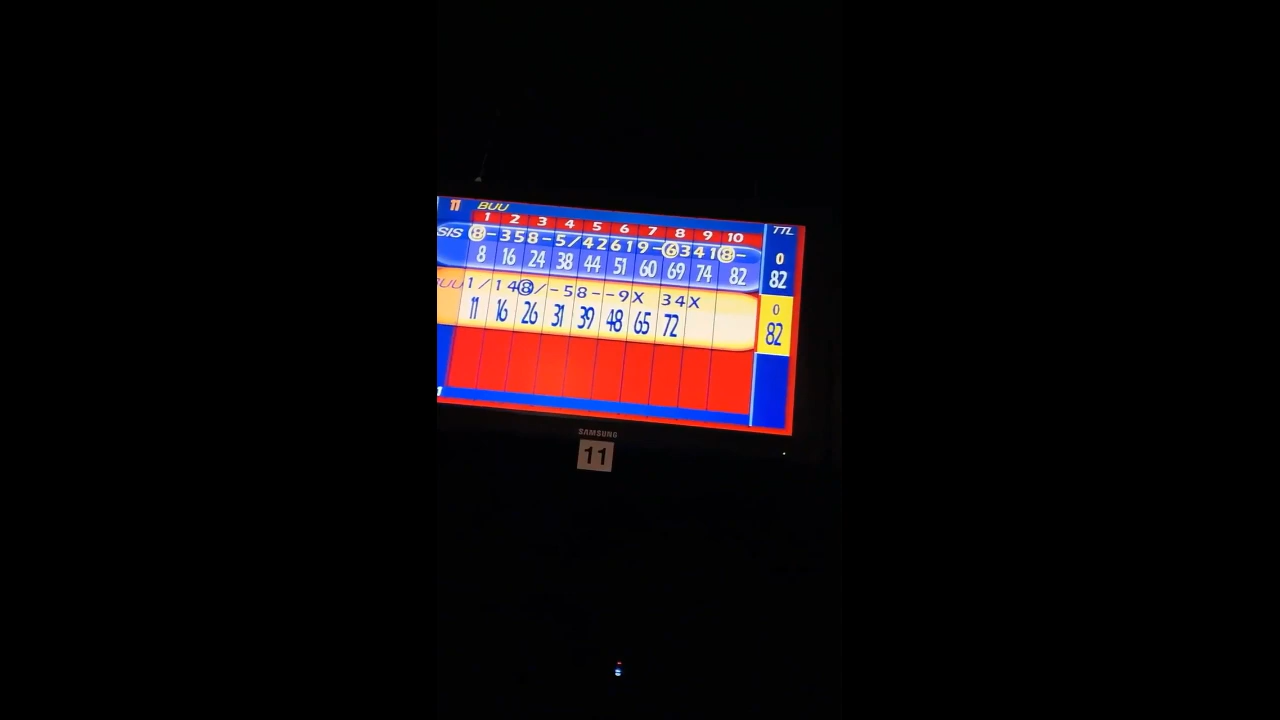 11 BUU
1 2 3 4 5 6 7 8 9 10 TTL
SIS 8 - 3 5 8 - 5 / 4 2 6 1 9 - 6 3 4 1 8 - 0
8 16 24 38 44 51 60 69 74 82 82
BUU 1 / 1 4 8 / - 5 8 - - 9 X 3 4 X 0
11 16 26 31 39 48 65 72 82
SAMSUNG
11